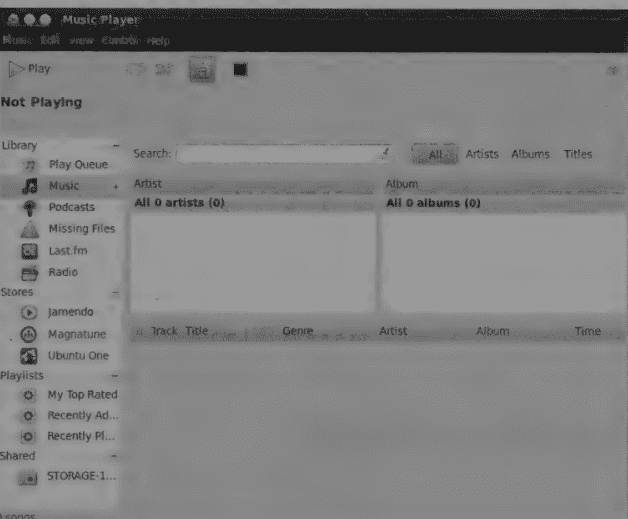 Music Player
Music Edit View Control Help
Play
Not Playing
Library
Search:
All Artists Albums Titles
Play Queue
Music
Artist Album
All 0 artists (0) All 0 albums (0)
Podcasts
Missing Files
Last.fm
Radio
Stores
Jamendo
Track Title Genre Artist Album Time
Magnatune
Ubuntu One
Playlists
My Top Rated
Recently Ad...
Recently Pl...
Shared
STORAGE-1...
songs